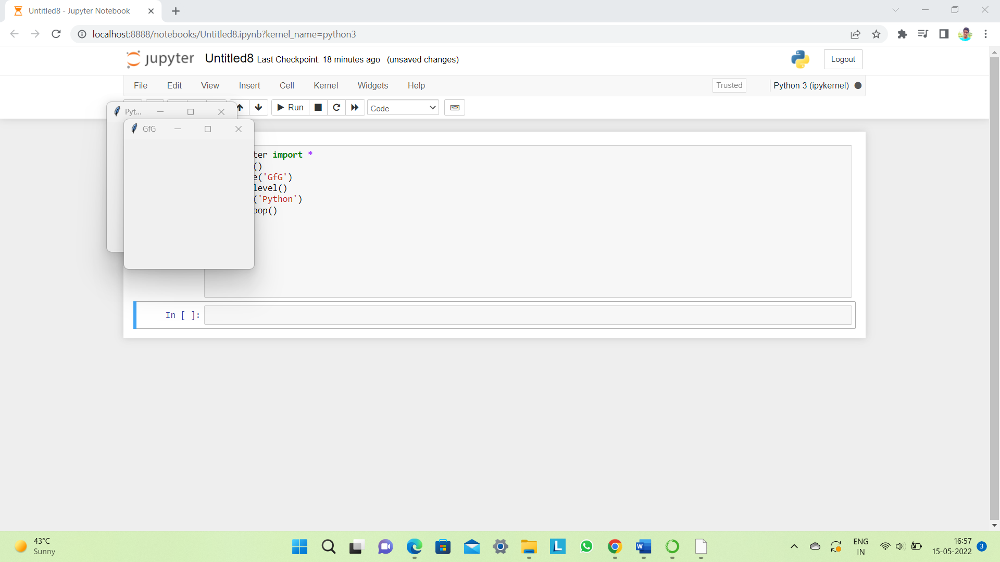 Untitled8 - Jupyter Notebook
localhost:8888/notebooks/Untitled8.ipynb?kernel_name=python3
jupyter Untitled8 Last Checkpoint: 18 minutes ago (unsaved changes)
Logout
File Edit View Insert Cell Kernel Widgets Help
Trusted Python 3 (ipykernel)
Run Code
Pyt...
GfG
ter import *
()
e('GfG')
level()
('Python')
oop()
In [ ]:
43°C
Sunny
L
W
ENG
IN
16:57
15-05-2022
3